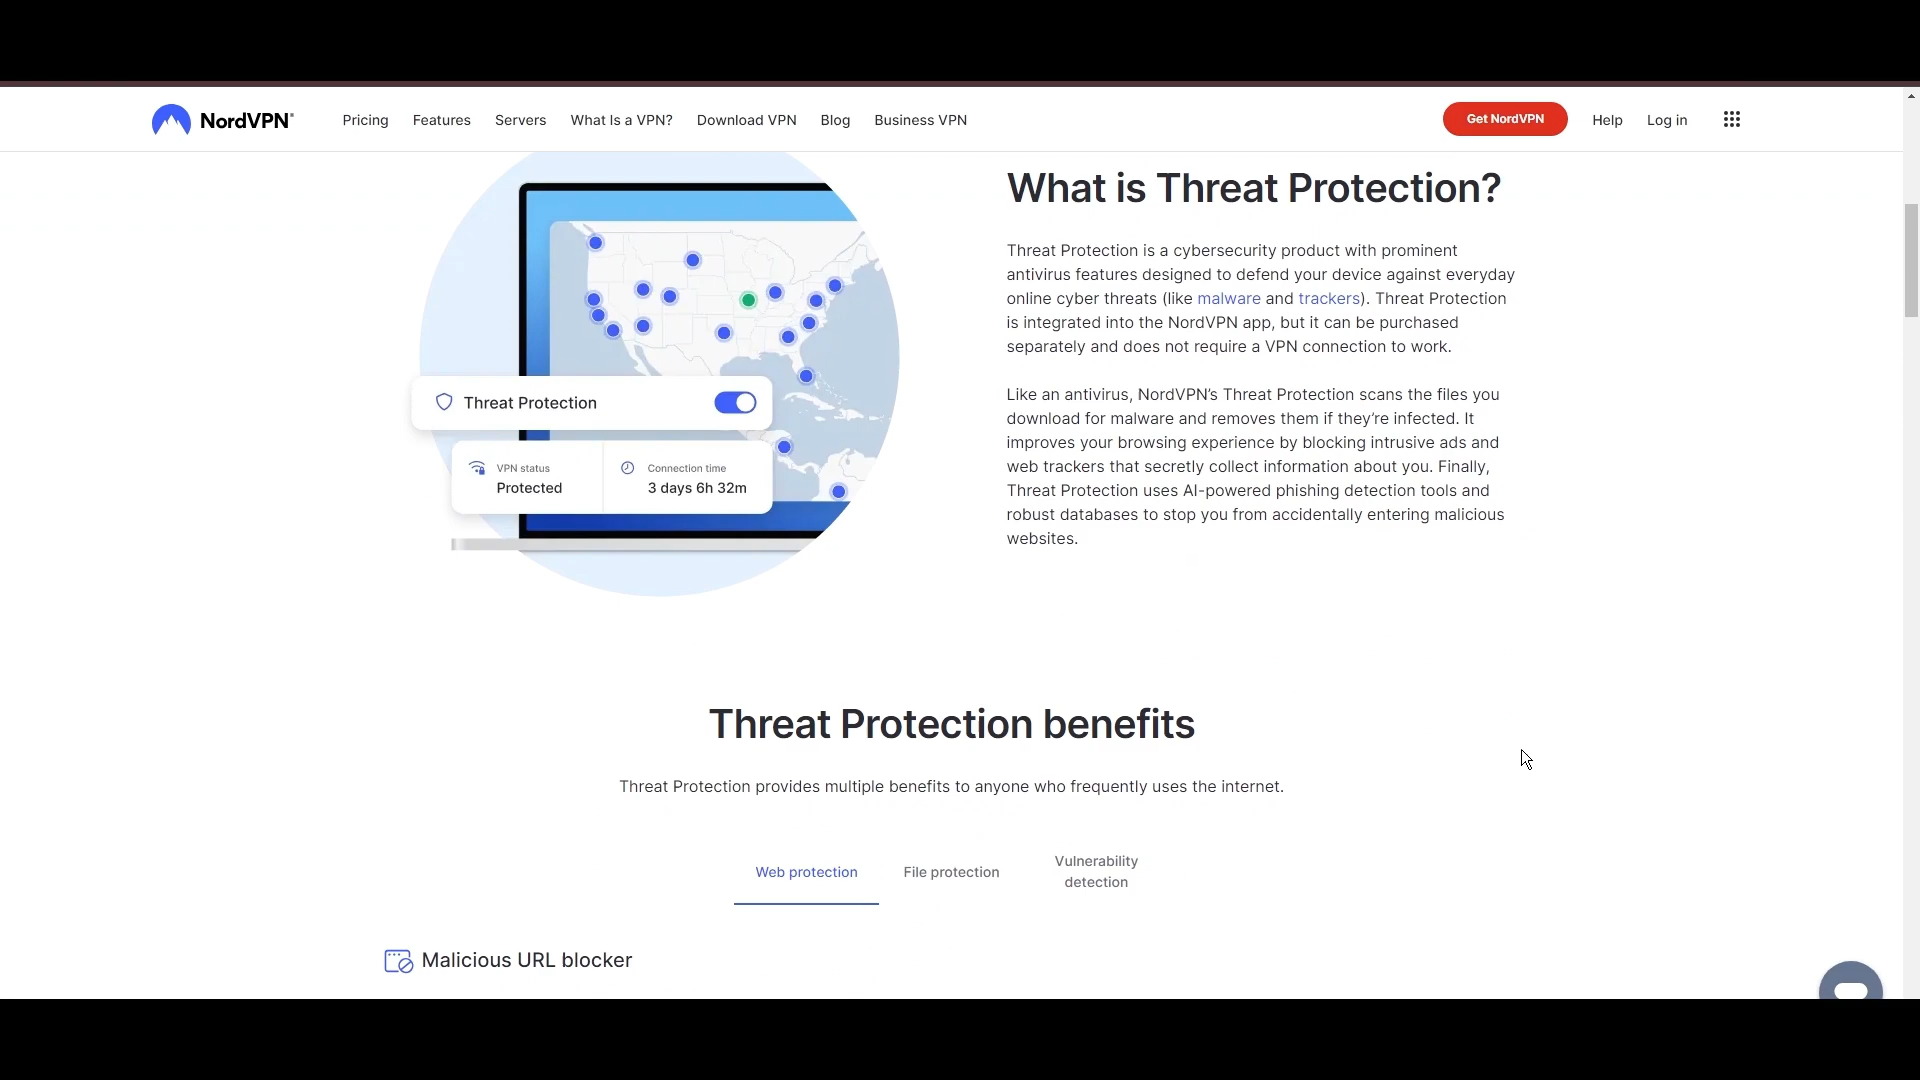 NordVPN®
Pricing
Features
Servers
What Is a VPN?
Download VPN
Blog
Business VPN
Get NordVPN
Help
Log in
What is Threat Protection?
Threat Protection is a cybersecurity product with prominent
antivirus features designed to defend your device against everyday
online cyber threats (like malware and trackers). Threat Protection
is integrated into the NordVPN app, but it can be purchased
separately and does not require a VPN connection to work.
Like an antivirus, NordVPN’s Threat Protection scans the files you
download for malware and removes them if they’re infected. It
improves your browsing experience by blocking intrusive ads and
web trackers that secretly collect information about you. Finally,
Threat Protection uses AI-powered phishing detection tools and
robust databases to stop you from accidentally entering malicious
websites.
Threat Protection
VPN status
Protected
Connection time
3 days 6h 32m
Threat Protection benefits
Threat Protection provides multiple benefits to anyone who frequently uses the internet.
Web protection
File protection
Vulnerability
detection
Malicious URL blocker